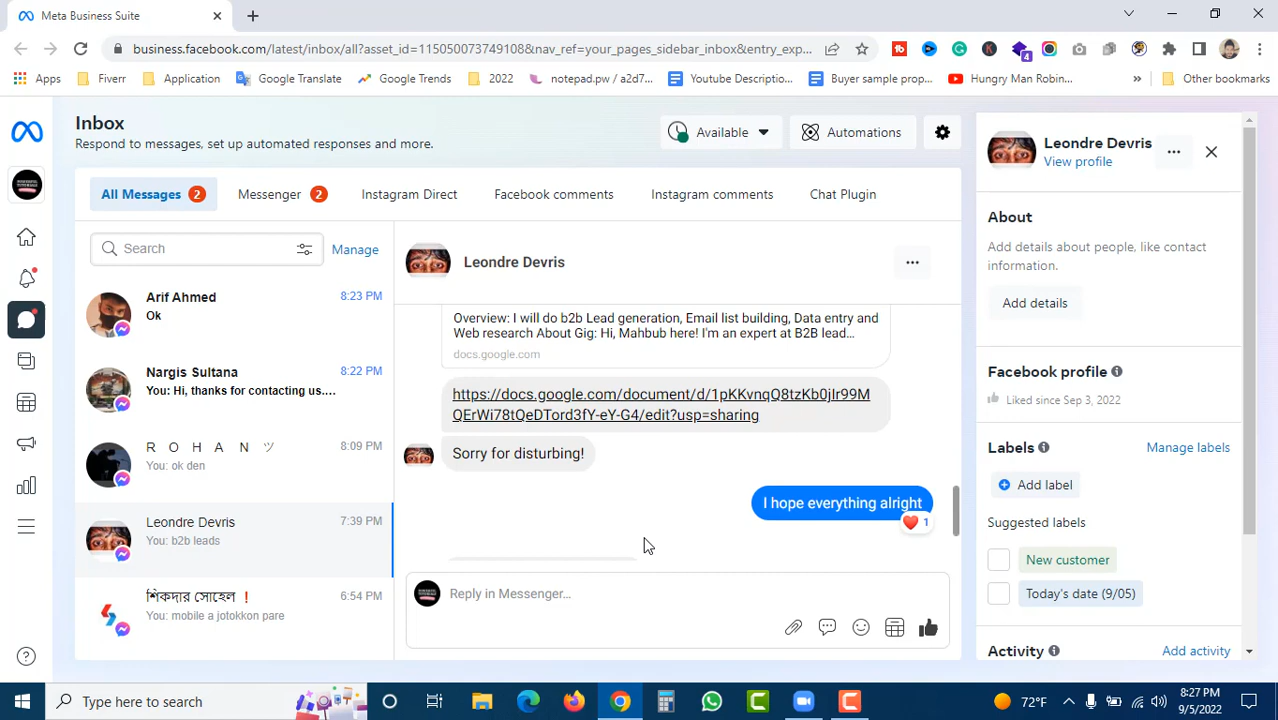 Meta Business Suite
business.facebook.com/latest/inbox/all?asset_id=115050073749108&nav_ref=your_pages_sidebar_inbox&entry_exp...
4
Apps
Fiverr
Application
Google Translate
Google Trends
2022
notepad.pw / a2d7...
Youtube Descriptio...
Buyer sample prop...
Hungry Man Robin...
»
Other bookmarks
Inbox
Respond to messages, set up automated responses and more.
Available
Automations
All Messages 2
Messenger 2
Instagram Direct
Facebook comments
Instagram comments
Chat Plugin
Search
Manage
Arif Ahmed 8:23 PM
Ok
Nargis Sultana 8:22 PM
You: Hi, thanks for contacting us....
R O H A N ツ 8:09 PM
You: ok den
Leondre Devris 7:39 PM
You: b2b leads
শিকদার সোহেল❗ 6:54 PM
You: mobile a jotokkon pare
Leondre Devris
Overview: I will do b2b Lead generation, Email list building, Data entry and
Web research About Gig: Hi, Mahbub here! I'm an expert at B2B lead...
docs.google.com
https://docs.google.com/document/d/1pKKvnqQ8tzKb0jIr99M
QErWi78tQeDTord3fY-eY-G4/edit?usp=sharing
Sorry for disturbing!
I hope everything alright
1
Reply in Messenger...
Leondre Devris
View profile
About
Add details about people, like contact
information.
Add details
Facebook profile
Liked since Sep 3, 2022
Labels
Manage labels
Add label
Suggested labels
New customer
Today's date (9/05)
Activity
Add activity
Type here to search
72°F
8:27 PM
9/5/2022